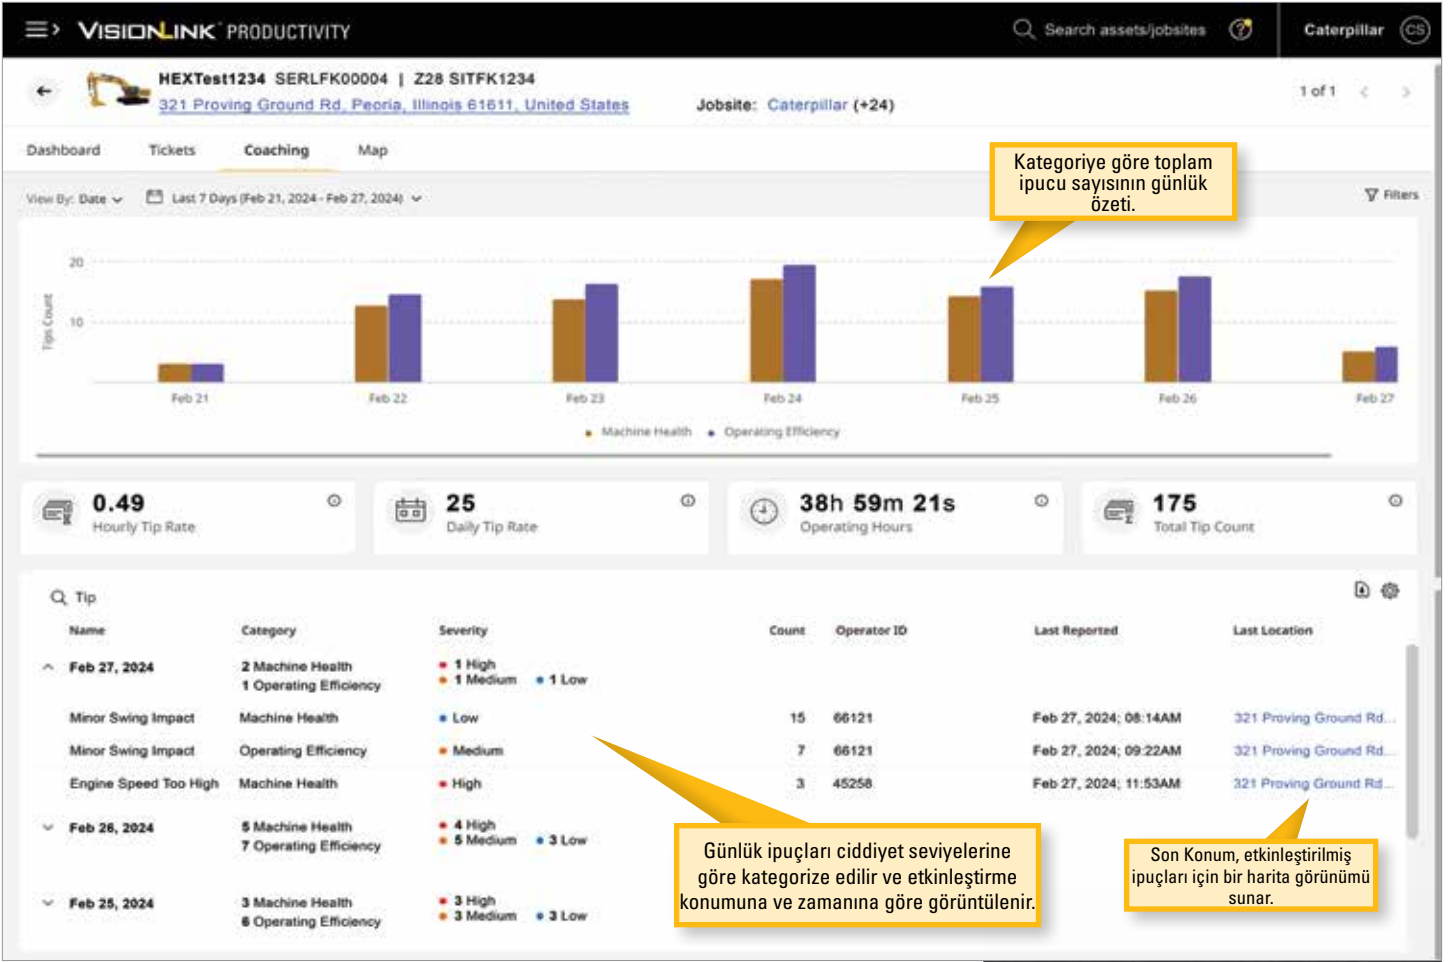 VISIONLINK PRODUCTIVITY
Search assets/jobsites
Caterpillar CS
HEXTest1234 SERLFK00004 | Z28 SITFK1234
321 Proving Ground Rd, Peoria, Illinois 61611, United States
Jobsite: Caterpillar (+24)
1 of 1
Dashboard Tickets Coaching Map
View By: Date
Last 7 Days (Feb 21, 2024 - Feb 27, 2024)
Filters
Kategoriye göre toplam
ipucu sayısının günlük
özeti.
Tips Count
20
10
Feb 21 Feb 22 Feb 23 Feb 24 Feb 25 Feb 26 Feb 27
Machine Health Operating Efficiency
0.49
Hourly Tip Rate
25
Daily Tip Rate
38h 59m 21s
Operating Hours
175
Total Tip Count
Tip
Name Category Severity Count Operator ID Last Reported Last Location
Feb 27, 2024 2 Machine Health 1 High
1 Operating Efficiency 1 Medium 1 Low
Minor Swing Impact Machine Health Low 15 66121 Feb 27, 2024; 08:14AM 321 Proving Ground Rd...
Minor Swing Impact Operating Efficiency Medium 7 66121 Feb 27, 2024; 09:22AM 321 Proving Ground Rd...
Engine Speed Too High Machine Health High 3 45258 Feb 27, 2024; 11:53AM 321 Proving Ground Rd...
Feb 26, 2024 5 Machine Health 4 High
7 Operating Efficiency 5 Medium 3 Low
Feb 25, 2024 3 Machine Health 3 High
6 Operating Efficiency 3 Medium 3 Low
Günlük ipuçları ciddiyet seviyelerine
göre kategorize edilir ve etkinleştirme
konumuna ve zamanına göre görüntülenir.
Son Konum, etkinleştirilmiş
ipuçları için bir harita görünümü
sunar.